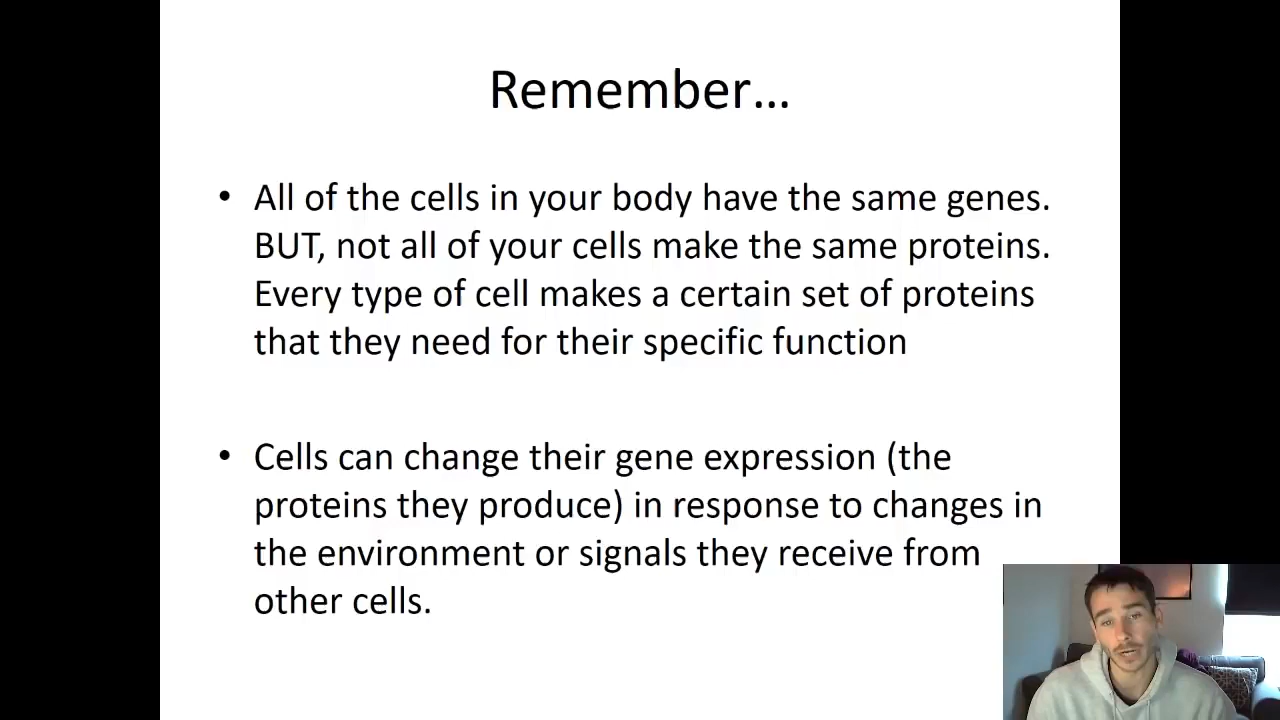 Remember…
• All of the cells in your body have the same genes.
BUT, not all of your cells make the same proteins.
Every type of cell makes a certain set of proteins
that they need for their specific function
• Cells can change their gene expression (the
proteins they produce) in response to changes in
the environment or signals they receive from
other cells.